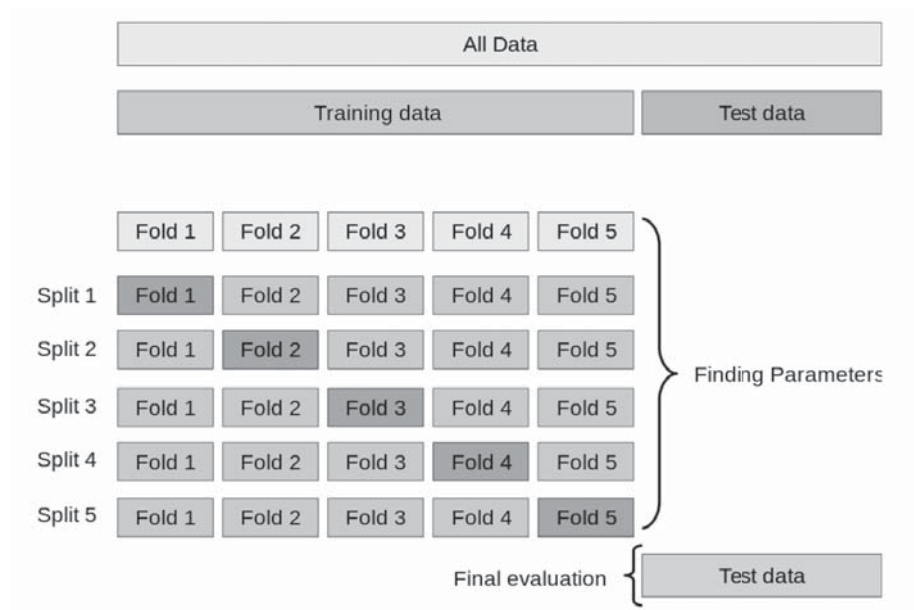 All Data
Training data Test data
Fold 1 Fold 2 Fold 3 Fold 4 Fold 5
Split 1 Fold 1 Fold 2 Fold 3 Fold 4 Fold 5
Split 2 Fold 1 Fold 2 Fold 3 Fold 4 Fold 5
Split 3 Fold 1 Fold 2 Fold 3 Fold 4 Fold 5
Split 4 Fold 1 Fold 2 Fold 3 Fold 4 Fold 5
Split 5 Fold 1 Fold 2 Fold 3 Fold 4 Fold 5
Finding Parameters
Final evaluation Test data